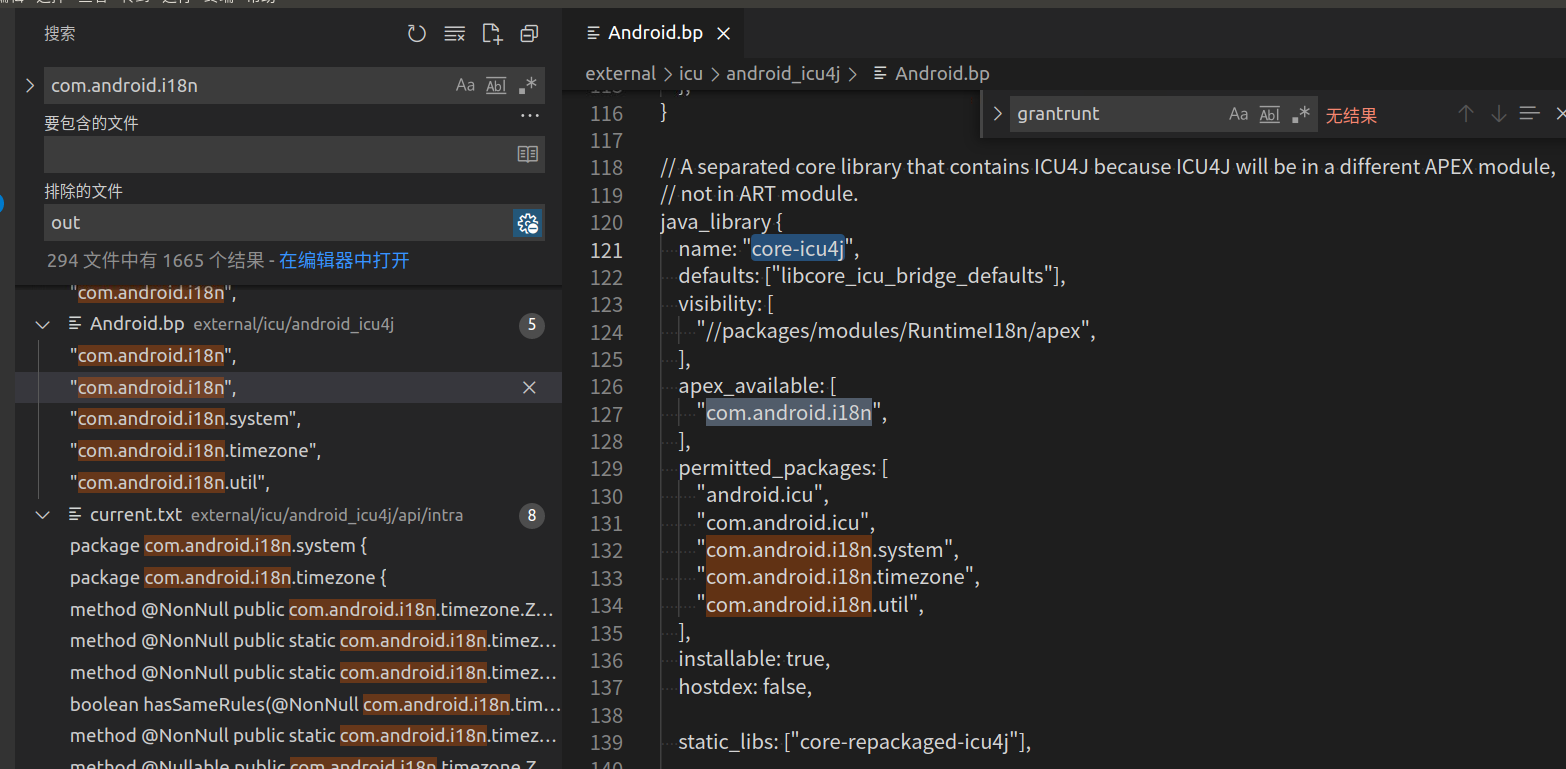 搜索
com.android.i18n
Aa Abl .*
要包含的文件
...
排除的文件
out
294 文件中有 1665 个结果 - 在编辑器中打开
"com.android.i18n",
Android.bp external/icu/android_icu4j 5
"com.android.i18n",
"com.android.i18n",
"com.android.i18n.system",
"com.android.i18n.timezone",
"com.android.i18n.util",
current.txt external/icu/android_icu4j/api/intra 8
package com.android.i18n.system {
package com.android.i18n.timezone {
method @NonNull public com.android.i18n.timezone.Z…
method @NonNull public static com.android.i18n.timez…
method @NonNull public static com.android.i18n.timez…
boolean hasSameRules(@NonNull com.android.i18n.tim…
method @NonNull public static com.android.i18n.timez…
method @Nullable public com.android.i18n.timezone.Z…
Android.bp
external > icu > android_icu4j > Android.bp
grantrunt Aa Abl .* 无结果
115 },
116 }
117
118 // A separated core library that contains ICU4J because ICU4J will be in a different APEX module,
119 // not in ART module.
120 java_library {
121 name: "core-icu4j",
122 defaults: ["libcore_icu_bridge_defaults"],
123 visibility: [
124 "//packages/modules/RuntimeI18n/apex",
125 ],
126 apex_available: [
127 "com.android.i18n",
128 ],
129 permitted_packages: [
130 "android.icu",
131 "com.android.icu",
132 "com.android.i18n.system",
133 "com.android.i18n.timezone",
134 "com.android.i18n.util",
135 ],
136 installable: true,
137 hostdex: false,
138
139 static_libs: ["core-repackaged-icu4j"],
140